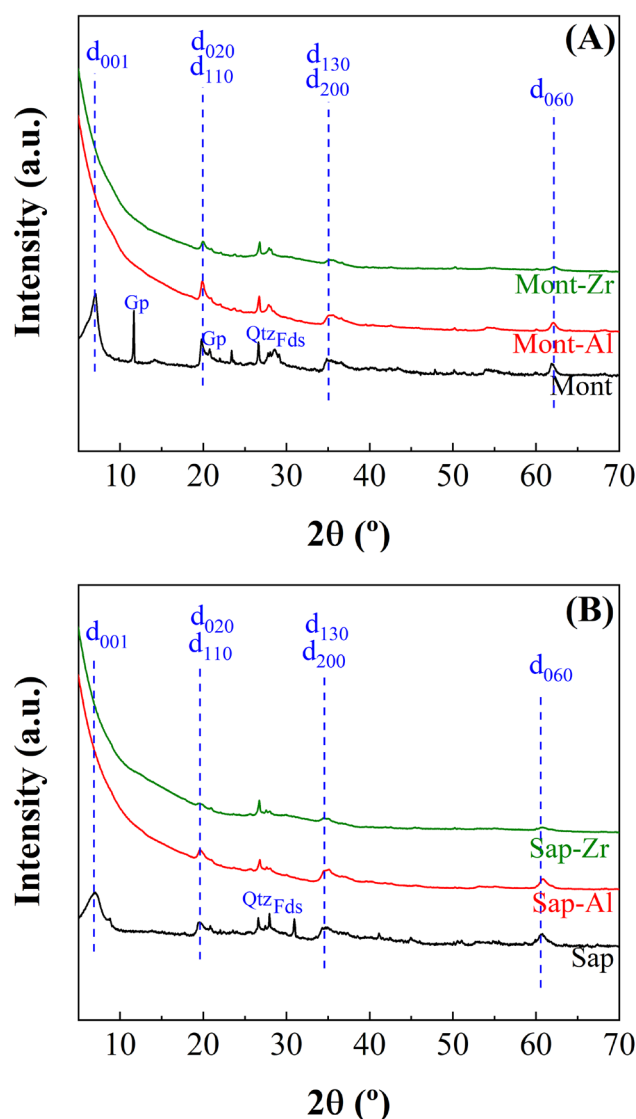 (A)
d001
d020
d110
d130
d200
d060
Intensity (a.u.)
Gp
Gp
Qtz
Fds
Mont-Zr
Mont-Al
Mont
10 20 30 40 50 60 70
2θ (º)
(B)
d001
d020
d110
d130
d200
d060
Intensity (a.u.)
Qtz
Fds
Sap-Zr
Sap-Al
Sap
10 20 30 40 50 60 70
2θ (º)